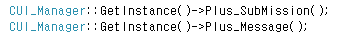 CUI_Manager::GetInstance()->Plus_SubMission();
CUI_Manager::GetInstance()->Plus_Message();